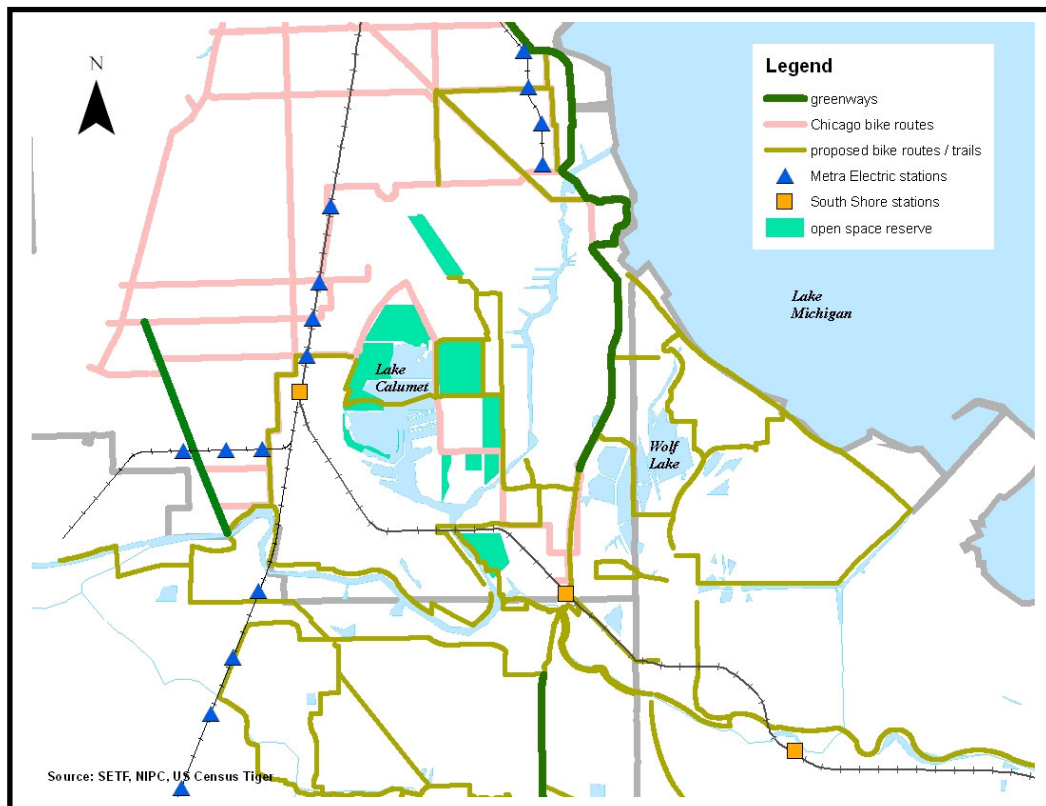 N
Legend
greenways
Chicago bike routes
proposed bike routes / trails
Metra Electric stations
South Shore stations
open space reserve
Lake
Michigan
Lake
Calumet
Wolf
Lake
Source: SETF, NIPC, US Census Tiger